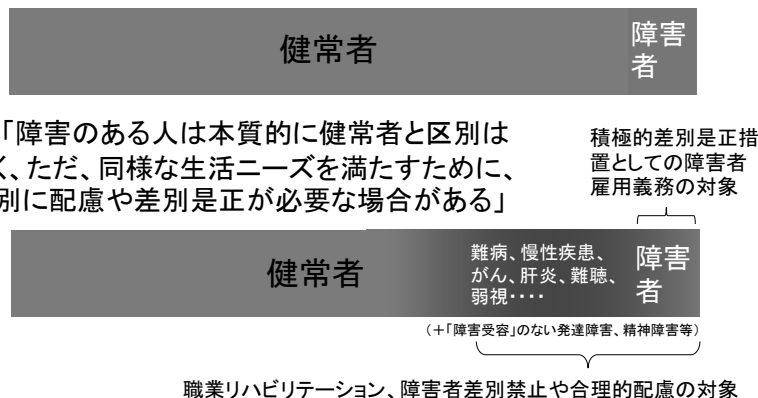 健常者
障害
者
「障害のある人は本質的に健常者と区別は
く、ただ、同様な生活ニーズを満たすために、
別に配慮や差別是正が必要な場合がある」
積極的差別是正措
置としての障害者
雇用義務の対象
健常者
難病、慢性疾患、
がん、肝炎、難聴、
弱視・・・・
障害
者
（＋「障害受容」のない発達障害、精神障害等）
職業リハビリテーション、障害者差別禁止や合理的配慮の対象